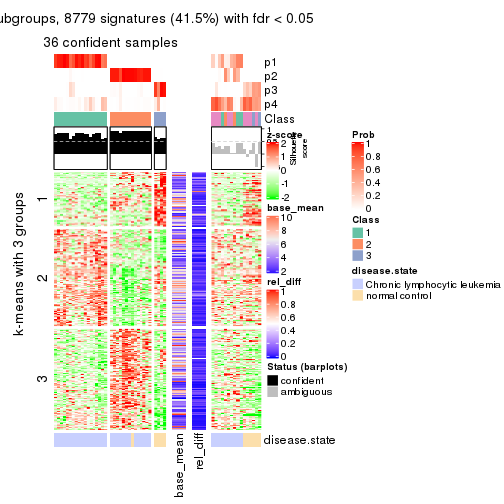 ubgroups, 8779 signatures (41.5%) with fdr < 0.05
36 confident samples
p1
p2
p3
p4
Class
1
0.5
0
Silhouette
score
k-means with 3 groups
1
2
3
base_mean
rel_diff
disease.state
z-score
2
1
0
-1
-2
base_mean
10
8
6
4
2
rel_diff
1
0.8
0.6
0.4
0.2
0
Status (barplots)
confident
ambiguous
Prob
1
0.8
0.6
0.4
0.2
0
Class
1
2
3
disease.state
Chronic lymphocytic leukemia
normal control